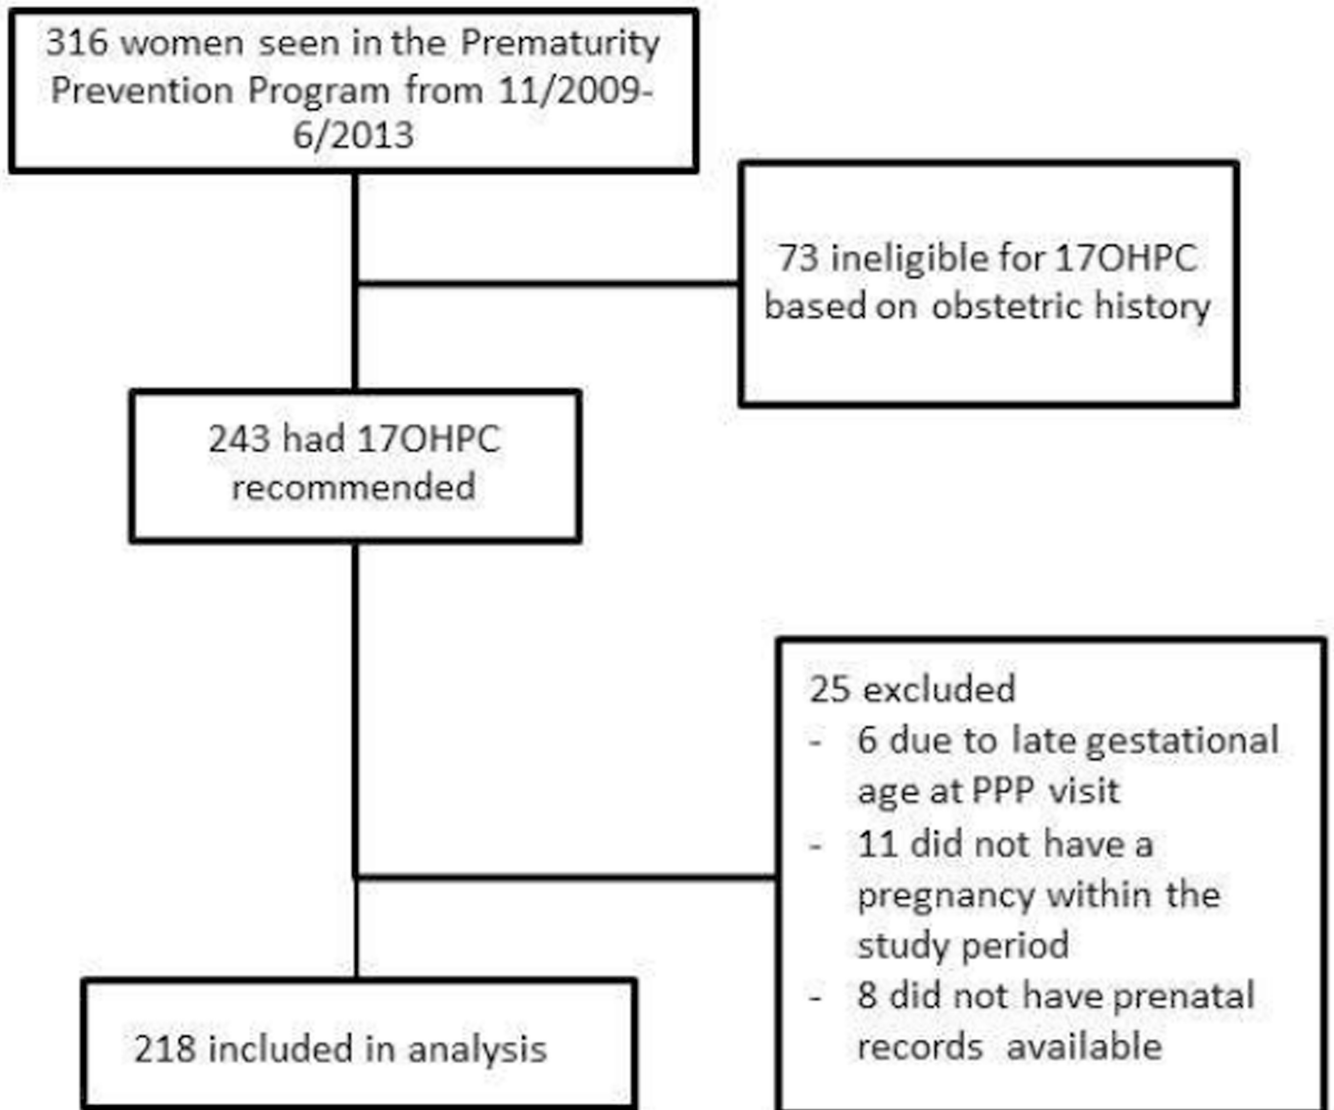 316 women seen in the Prematurity
Prevention Program from 11/2009-
6/2013
73 ineligible for 17OHPC
based on obstetric history
243 had 17OHPC
recommended
25 excluded
- 6 due to late gestational
age at PPP visit
- 11 did not have a
pregnancy within the
study period
- 8 did not have prenatal
records available
218 included in analysis